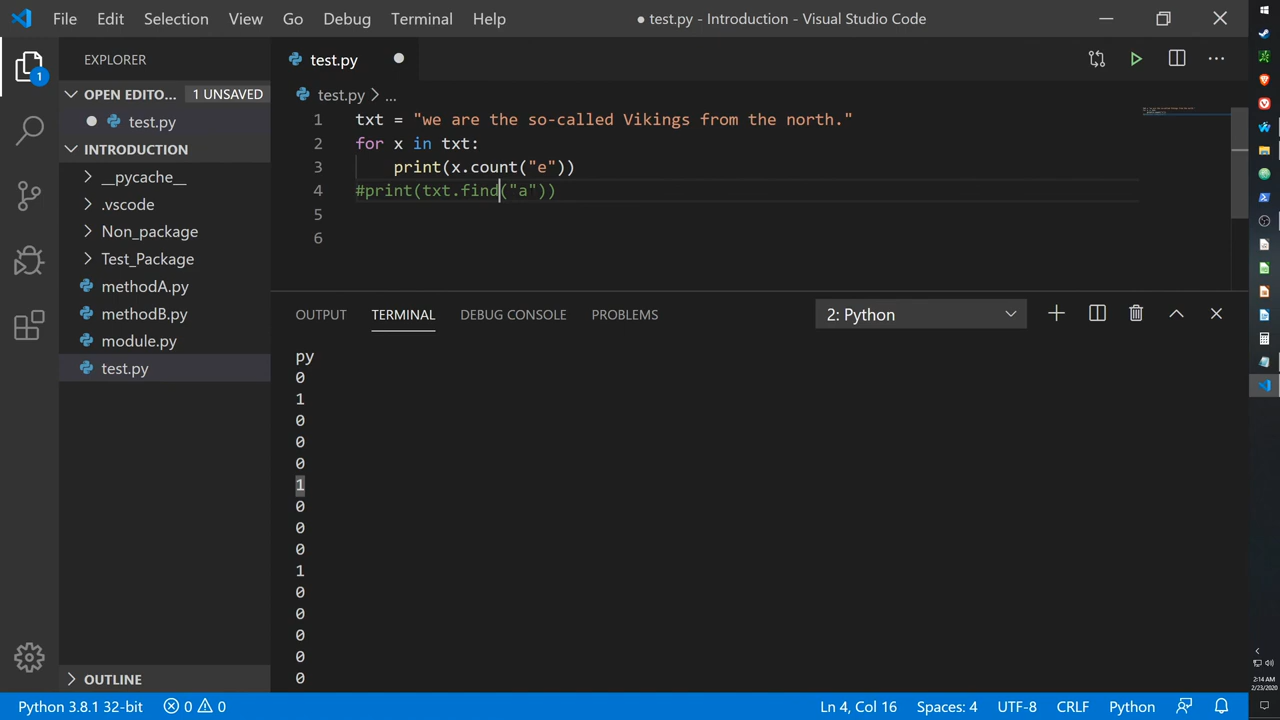 File Edit Selection View Go Debug Terminal Help ● test.py - Introduction - Visual Studio Code
EXPLORER
OPEN EDITO... 1 UNSAVED
test.py
INTRODUCTION
__pycache__
.vscode
Non_package
Test_Package
methodA.py
methodB.py
module.py
test.py
OUTLINE
1
test.py
test.py > ...
1 txt = "we are the so-called Vikings from the north."
2 for x in txt:
3 print(x.count("e"))
4 #print(txt.find("a"))
5
6
OUTPUT TERMINAL DEBUG CONSOLE PROBLEMS 2: Python
py
0
1
0
0
0
1
0
0
0
1
0
0
0
0
0
Python 3.8.1 32-bit 0 0 Ln 4, Col 16 Spaces: 4 UTF-8 CRLF Python
2:14 AM
2/23/2020